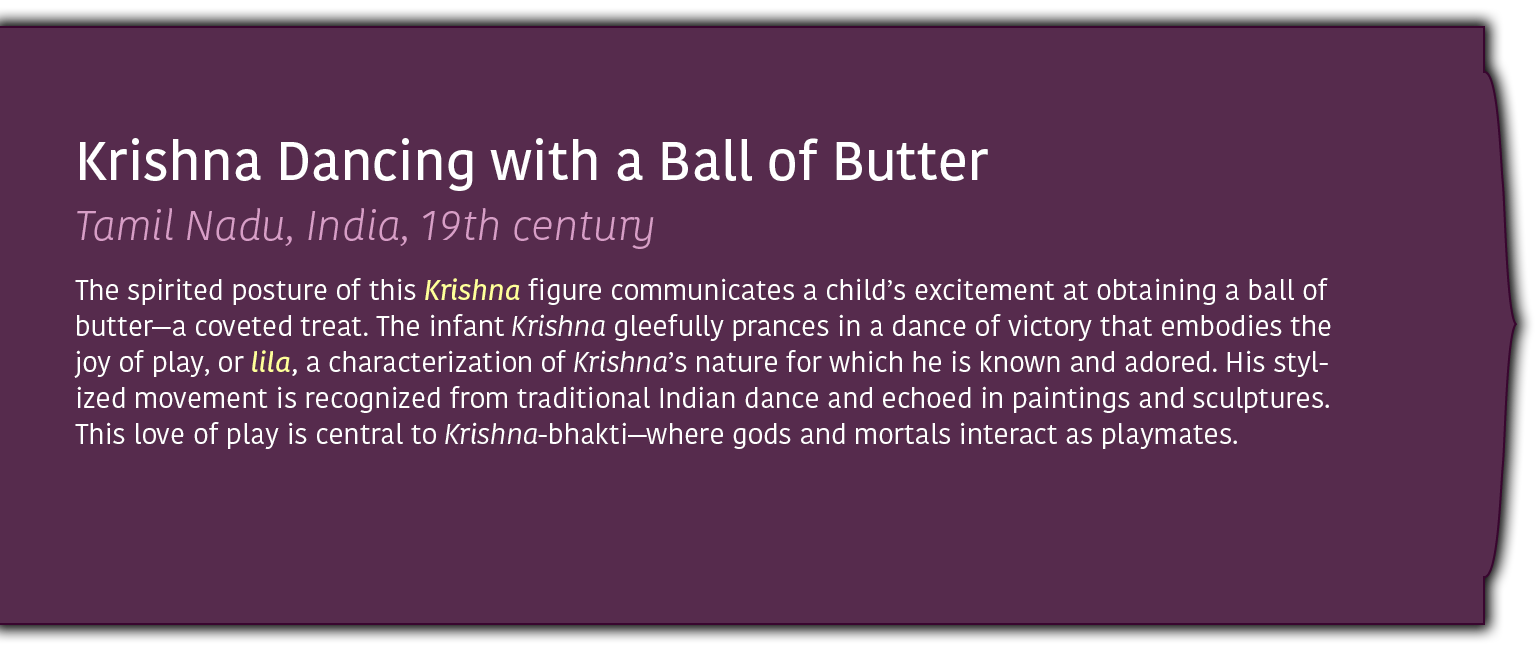 Krishna Dancing with a Ball of Butter
Tamil Nadu, India, 19th century
The spirited posture of this Krishna figure communicates a child’s excitement at obtaining a ball of
butter—a coveted treat. The infant Krishna gleefully prances in a dance of victory that embodies the
joy of play, or lila, a characterization of Krishna’s nature for which he is known and adored. His styl-
ized movement is recognized from traditional Indian dance and echoed in paintings and sculptures.
This love of play is central to Krishna-bhakti—where gods and mortals interact as playmates.